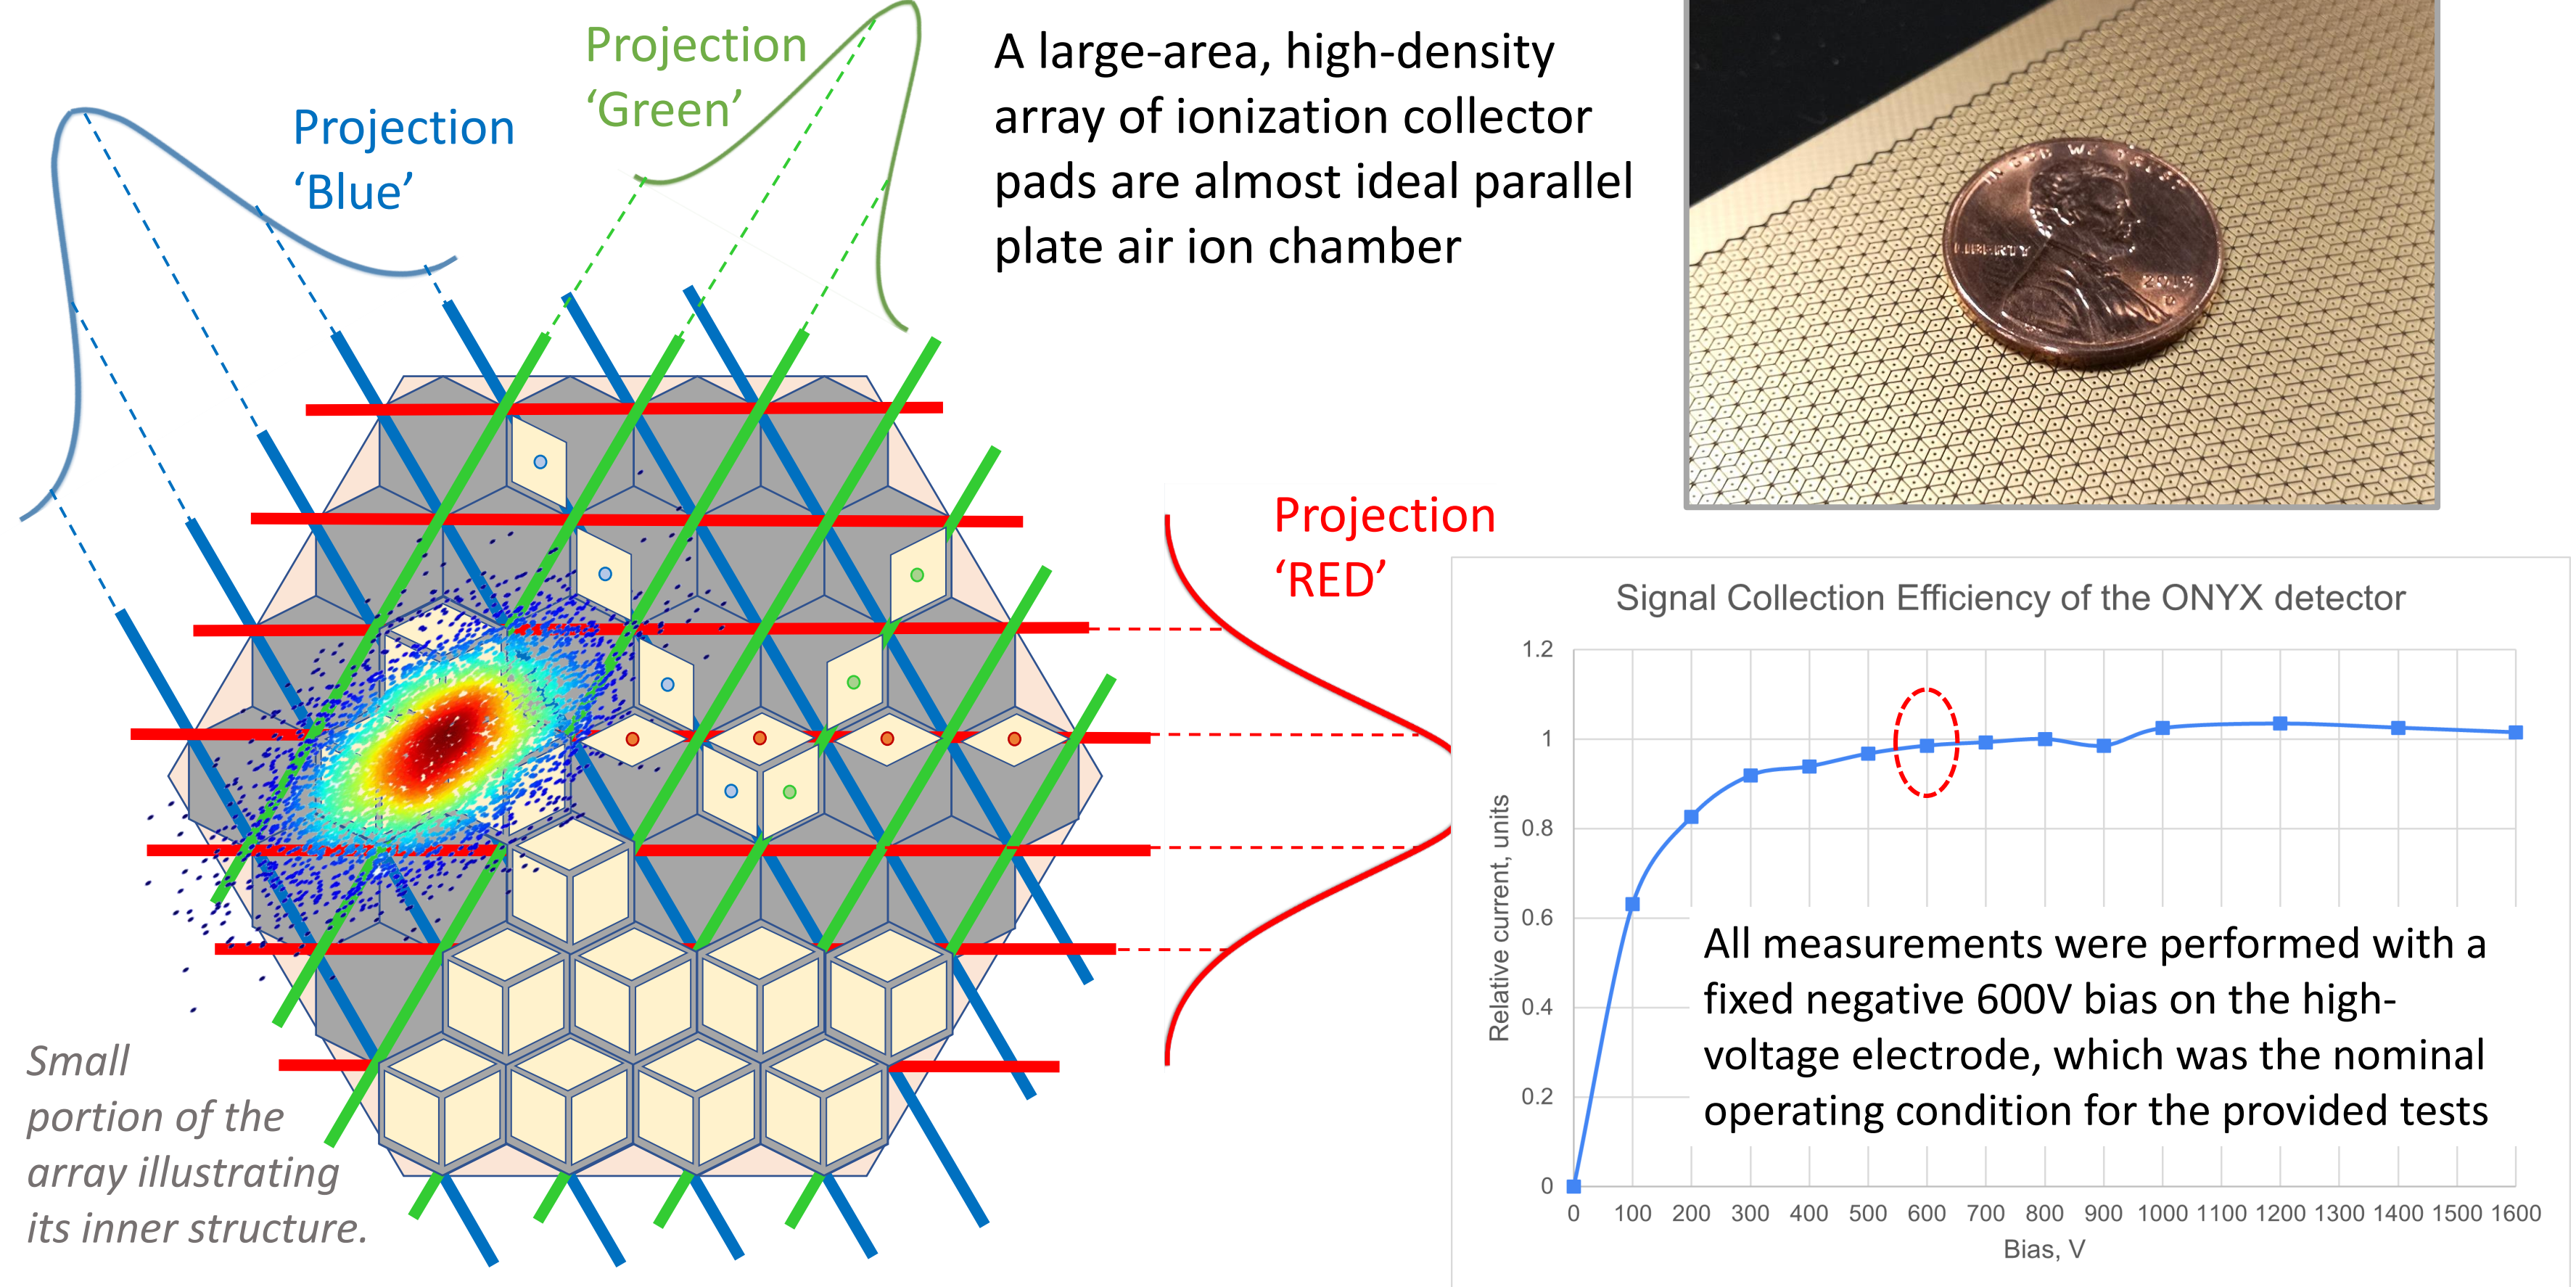 Projection
‘Blue’
Projection
‘Green’
A large-area, high-density
array of ionization collector
pads are almost ideal parallel
plate air ion chamber
LIBERTY
Projection
‘RED’
Small
portion of the
array illustrating
its inner structure.
Signal Collection Efficiency of the ONYX detector
Relative current, units
1.2
1
0.8
0.6
0.4
0.2
0
All measurements were performed with a
fixed negative 600V bias on the high-
voltage electrode, which was the nominal
operating condition for the provided tests
0 100 200 300 400 500 600 700 800 900 1000 1100 1200 1300 1400 1500 1600
Bias, V